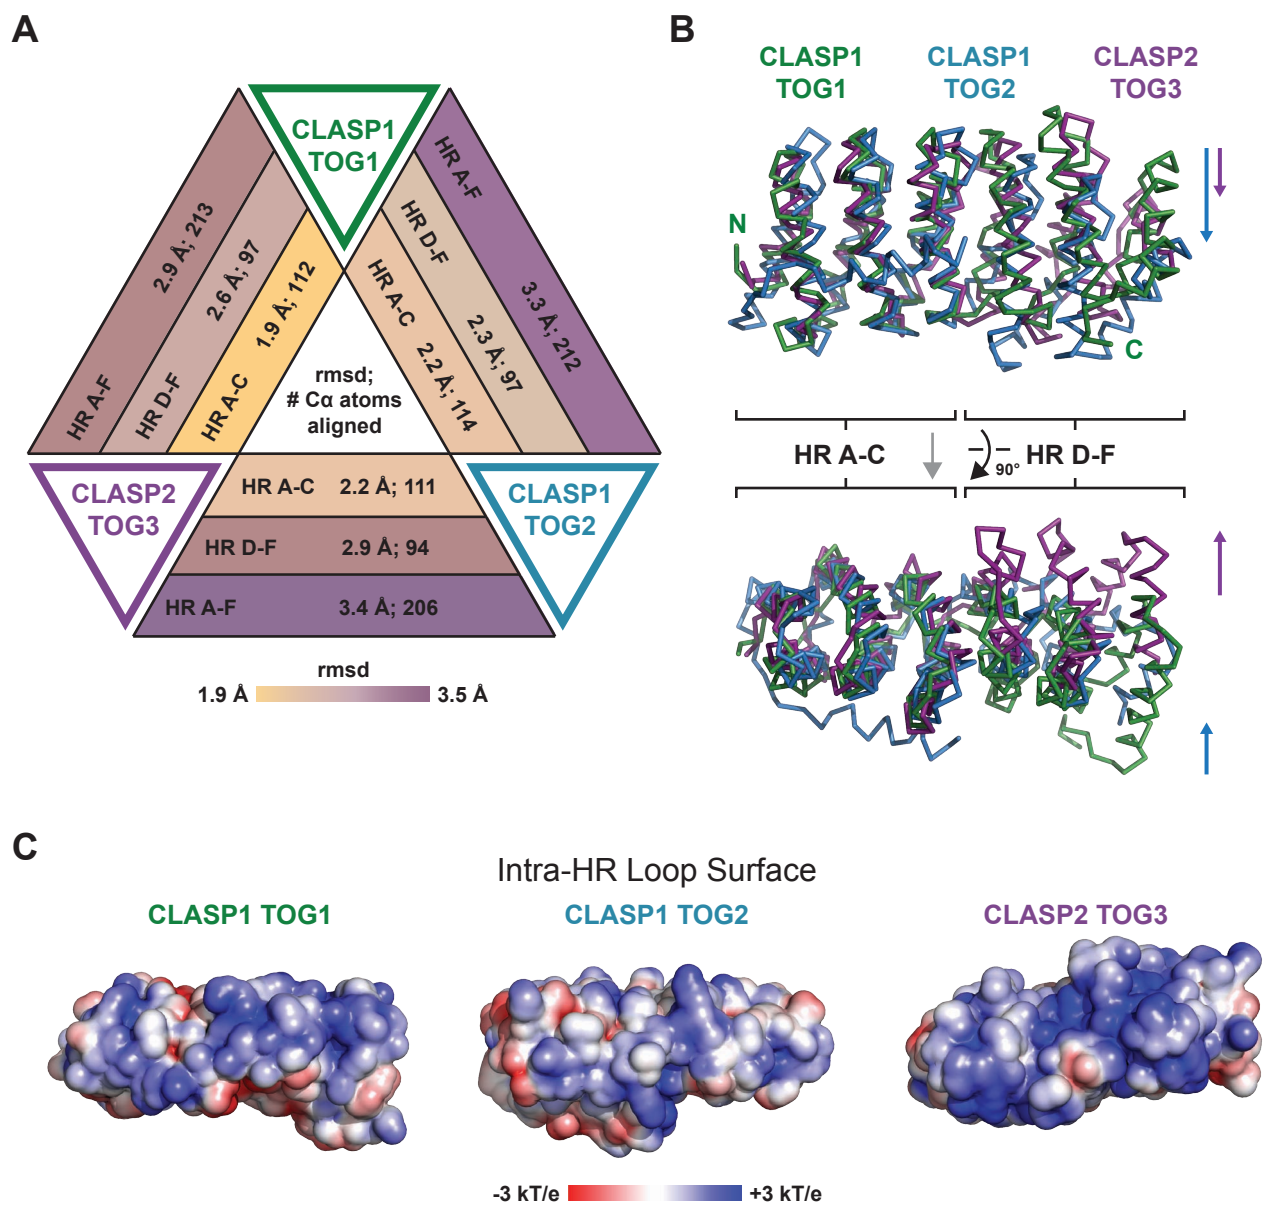 A
CLASP1
TOG1
2.9 Å; 213
HR A-F
2.6 Å; 97
HR D-F
1.9 Å; 112
HR A-C
HR A-F
3.3 Å; 212
HR D-F
2.3 Å; 97
HR A-C
2.2 Å; 114
rmsd;
# Cα atoms
aligned
CLASP2
TOG3
CLASP1
TOG2
HR A-C 2.2 Å; 111
HR D-F 2.9 Å; 94
HR A-F 3.4 Å; 206
rmsd
1.9 Å 3.5 Å
B
CLASP1
TOG1
CLASP1
TOG2
CLASP2
TOG3
N
C
HR A-C
90°
HR D-F
C
Intra-HR Loop Surface
CLASP1 TOG1
CLASP1 TOG2
CLASP2 TOG3
-3 kT/e +3 kT/e